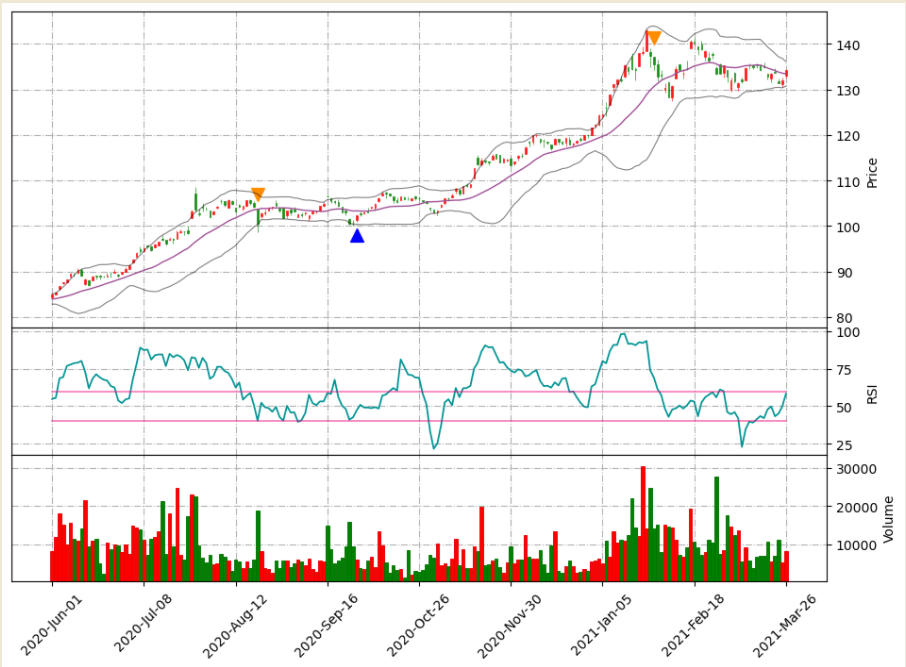 140
130
120
110
100
90
80
Price
100
75
50
25
RSI
30000
20000
10000
Volume
2020-Jun-01
2020-Jul-08
2020-Aug-12
2020-Sep-16
2020-Oct-26
2020-Nov-30
2021-Jan-05
2021-Feb-18
2021-Mar-26